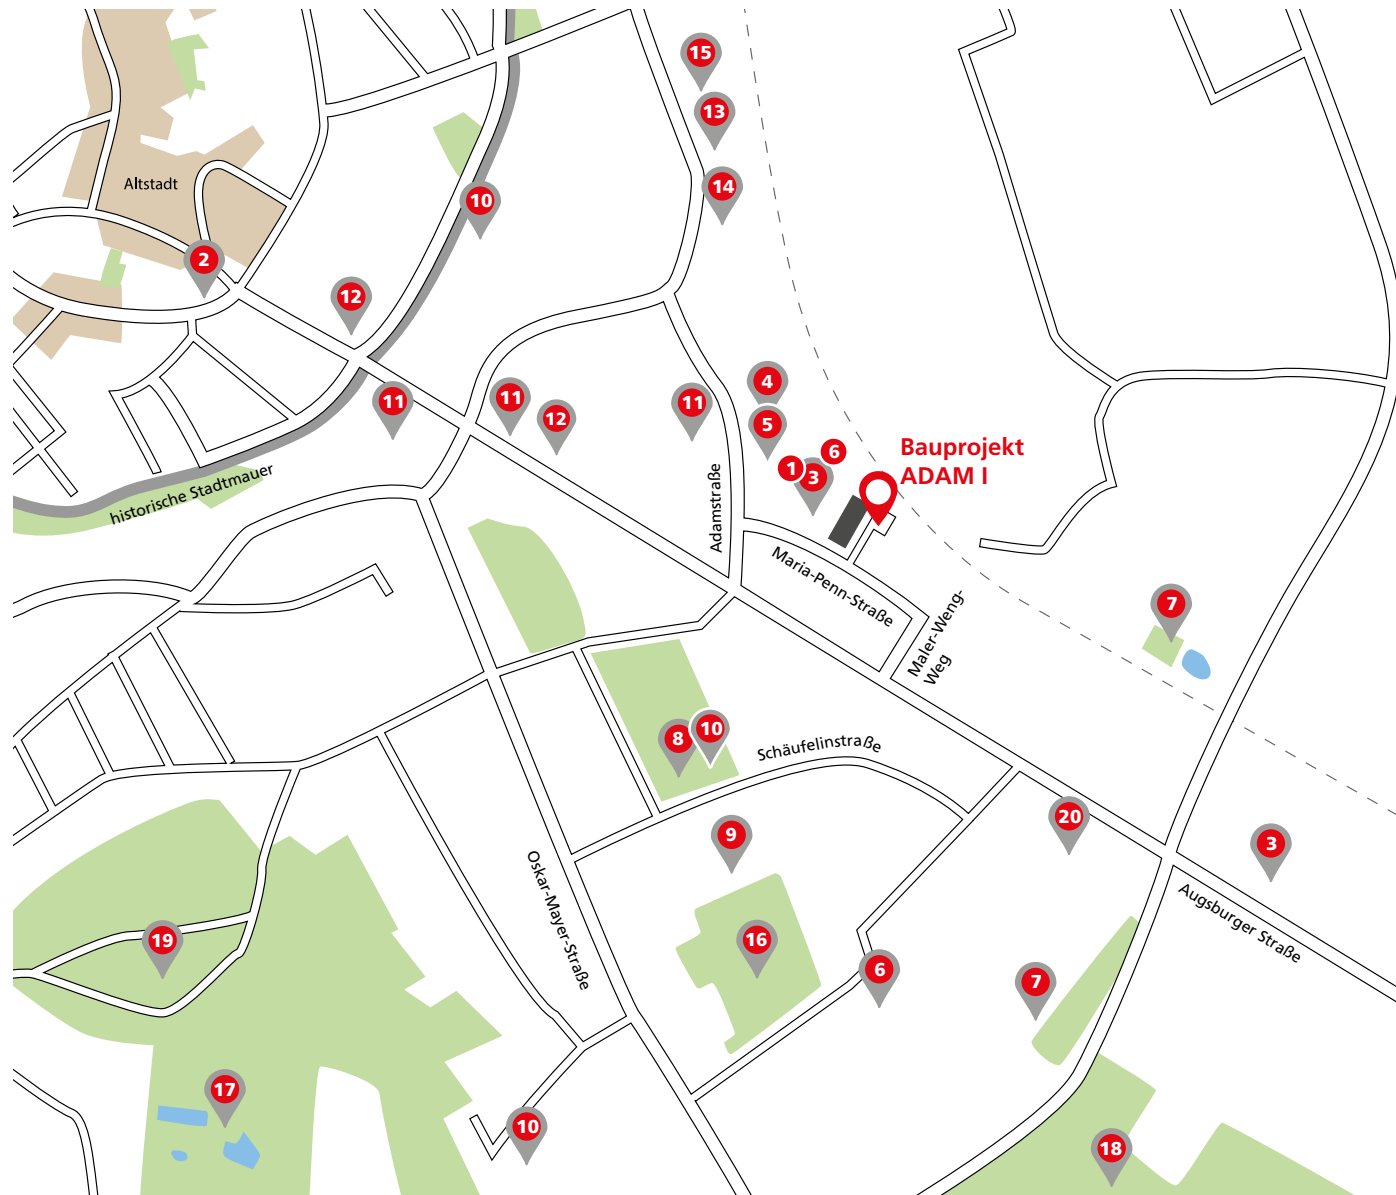 15
13
Altstadt
14
10
2
12
4
11
11
11
12
5
Bauprojekt
ADAM I
6
1
3
historische Stadtmauer
Adamstraße
Maria-Penn-Straße
Maler-Weng-
Weg
7
8
10
Schäufelinstraße
20
9
3
Oskar-Mayer-Straße
Augsburger Straße
19
16
6
7
17
10
18